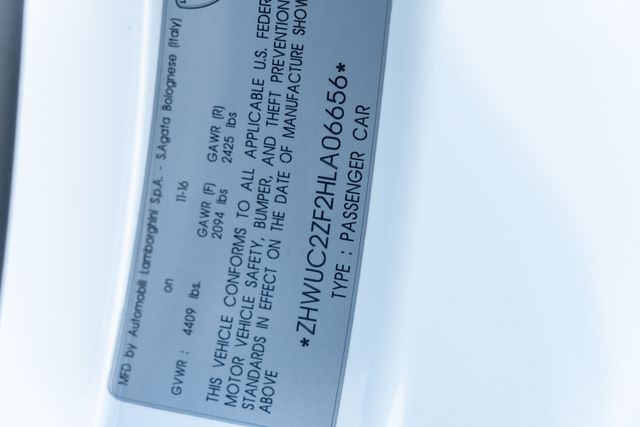 MFD by Automobili Lamborghini S.p.A. - S.Agata Bolognese (Italy)
on 11-16
GVWR : 4409 lbs. GAWR (F) 2094 lbs GAWR (R) 2425 lbs
THIS VEHICLE CONFORMS TO ALL APPLICABLE U.S. FEDER
MOTOR VEHICLE SAFETY, BUMPER, AND THEFT PREVENTION
STANDARDS IN EFFECT ON THE DATE OF MANUFACTURE SHOW
ABOVE
*ZHWUC2ZF2HLA06656*
TYPE : PASSENGER CAR